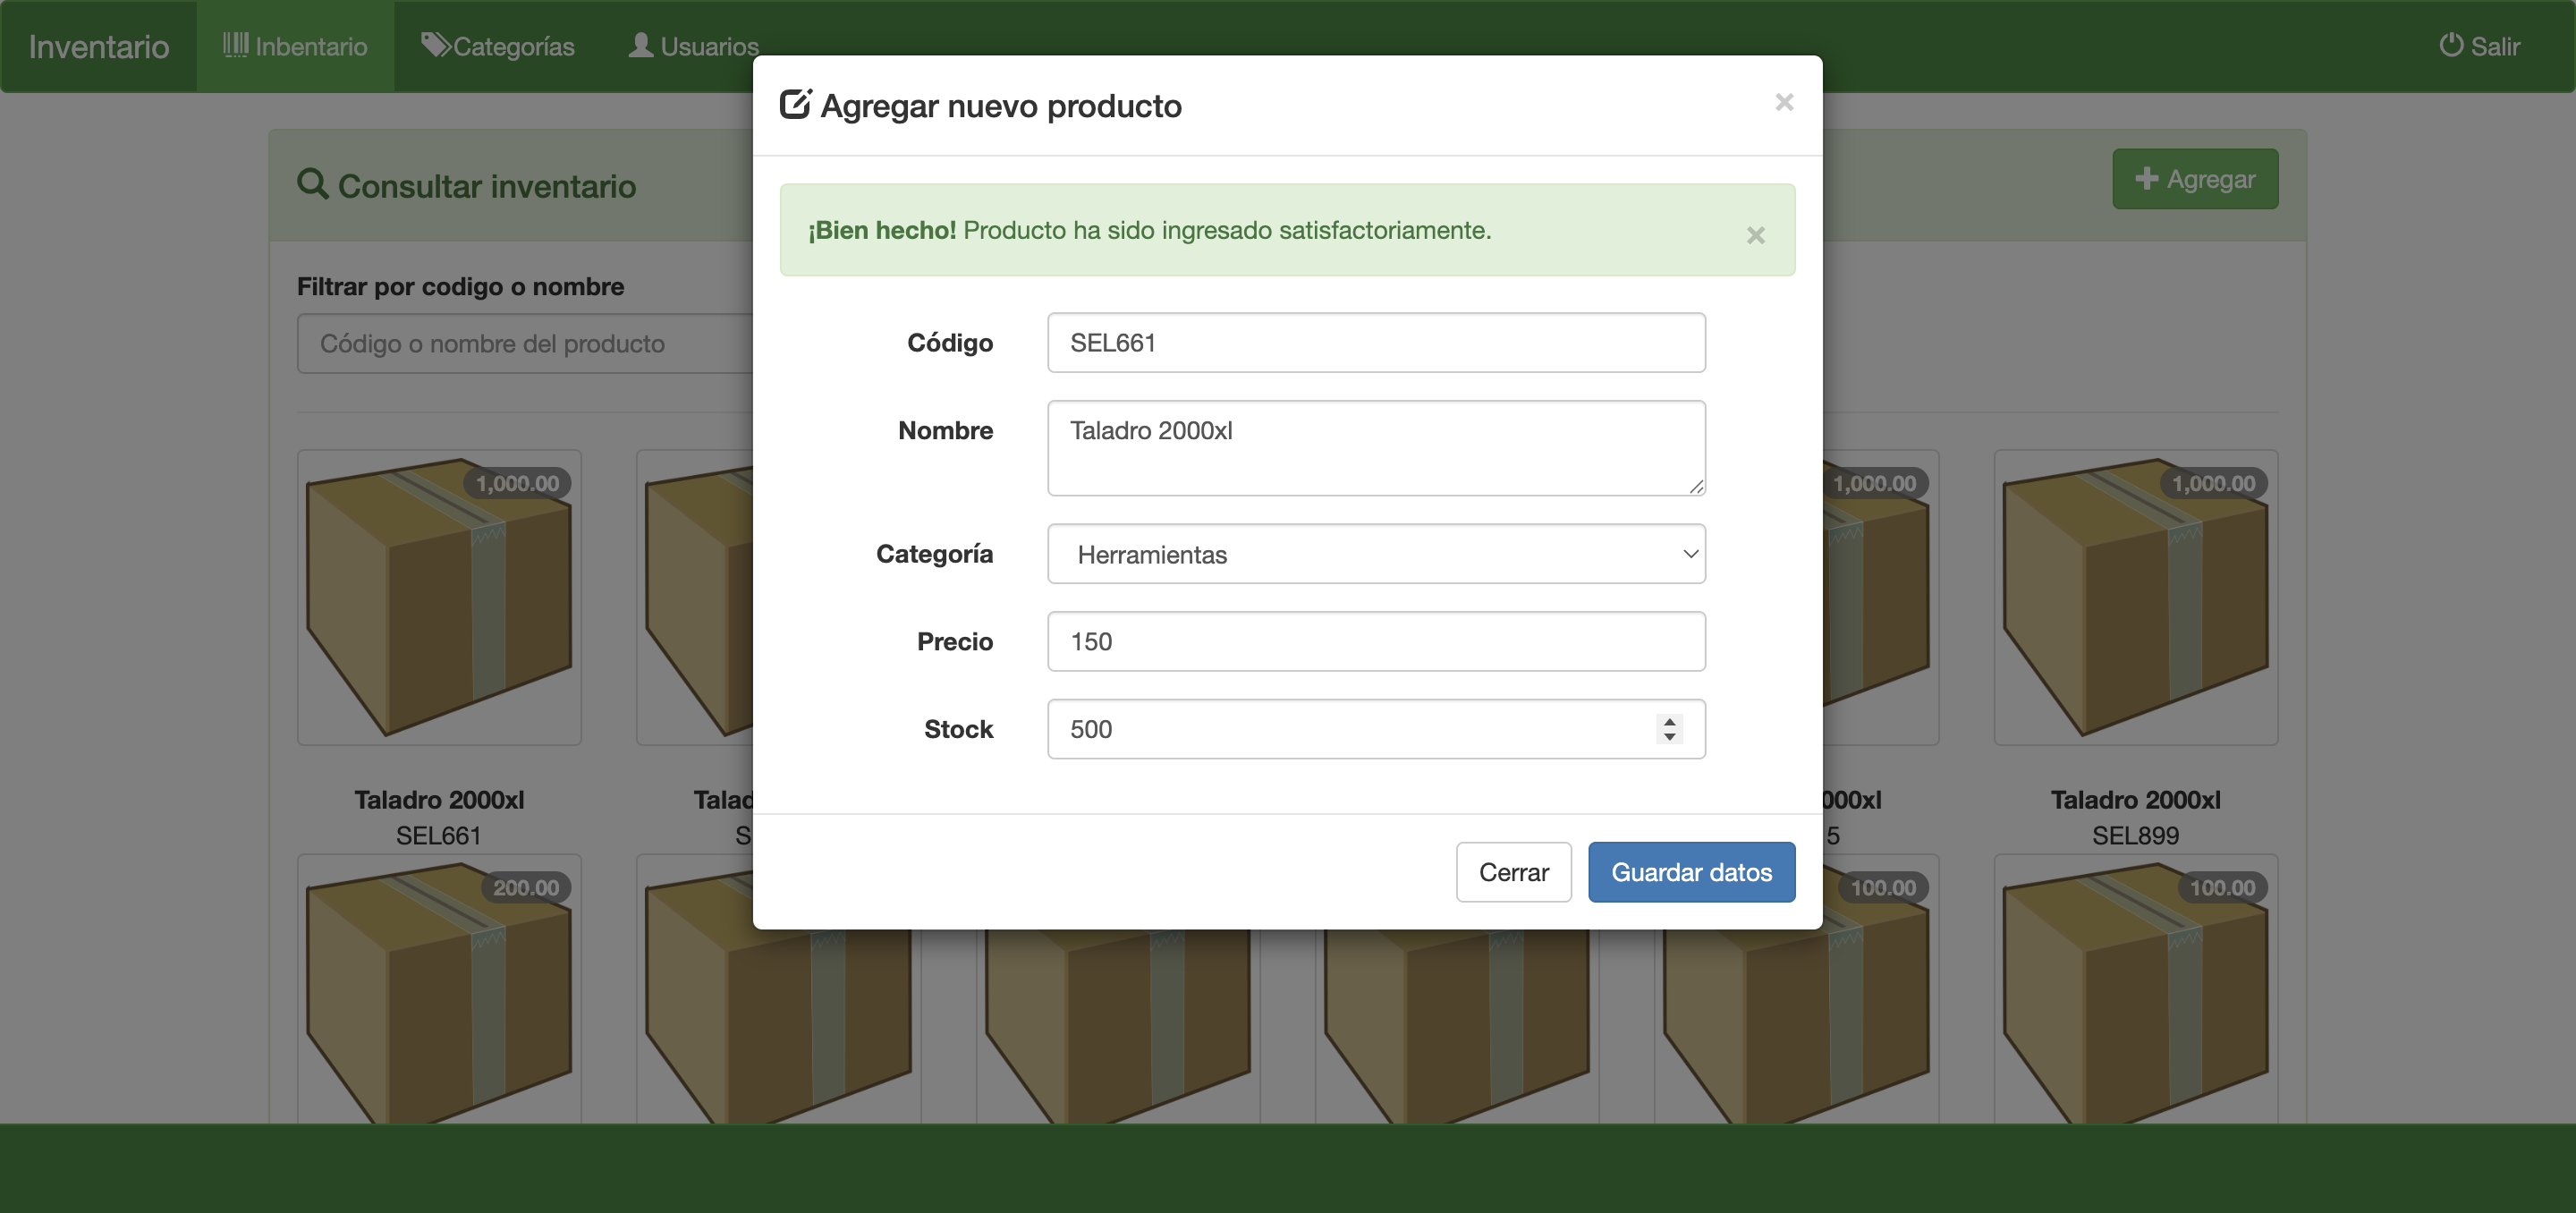 Inventario
Inbentario
Categorías
Usuarios
Salir
Agregar nuevo producto
×
Consultar inventario
Agregar
¡Bien hecho! Producto ha sido ingresado satisfactoriamente.
×
Filtrar por codigo o nombre
Código o nombre del producto
Código
SEL661
Nombre
Taladro 2000xl
Categoría
Herramientas
Precio
150
Stock
500
Cerrar
Guardar datos
1,000.00
1,000.00
1,000.00
Taladro 2000xl
000xl
Taladro 2000xl
SEL661
5
SEL899
200.00
100.00
100.00